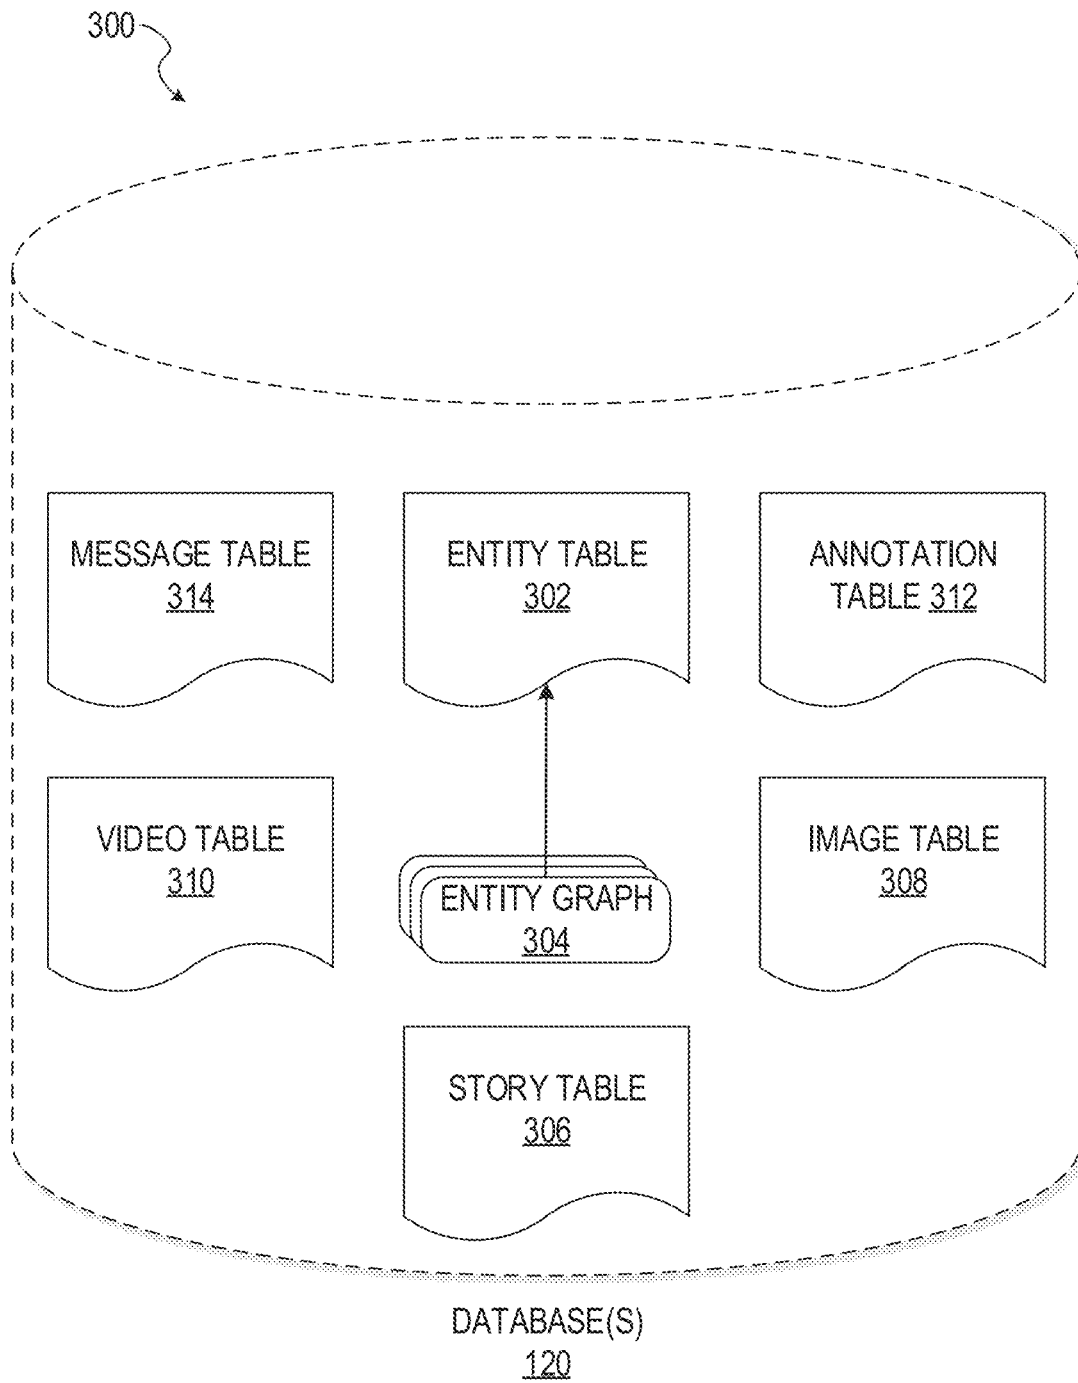 300
MESSAGE TABLE
314
ENTITY TABLE
302
ANNOTATION
TABLE 312
VIDEO TABLE
310
ENTITY GRAPH
304
IMAGE TABLE
308
STORY TABLE
306
DATABASE(S)
120